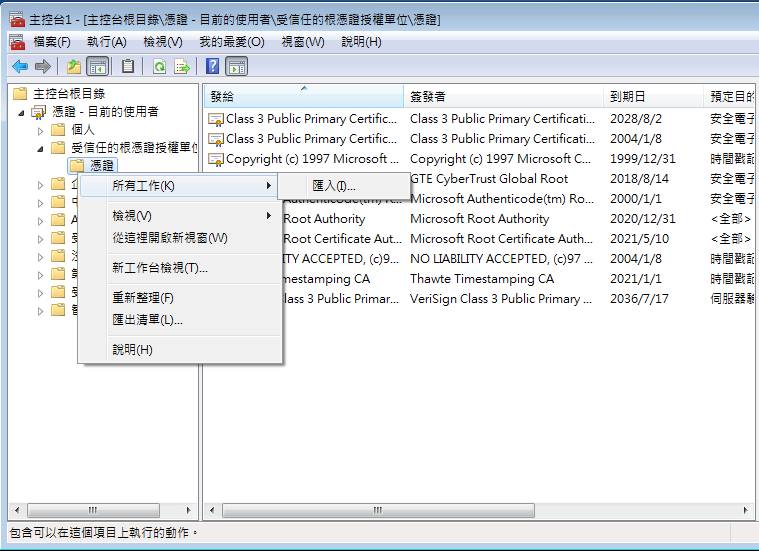 主控台1 - [主控台根目錄\憑證 - 目前的使用者\受信任的根憑證授權單位\憑證]
檔案(F) 執行(A) 檢視(V) 我的最愛(O) 視窗(W) 說明(H)
主控台根目錄
憑證 - 目前的使用者
個人
受信任的根憑證授權單位
憑證
所有工作(K)
匯入(I)...
檢視(V)
從這裡開啟新視窗(W)
新工作台檢視(T)...
重新整理(F)
匯出清單(L)...
說明(H)
發給 簽發者 到期日 預定目的
Class 3 Public Primary Certific... Class 3 Public Primary Certificati... 2028/8/2 安全電子
Class 3 Public Primary Certific... Class 3 Public Primary Certificati... 2004/1/8 安全電子
Copyright (c) 1997 Microsoft ... Copyright (c) 1997 Microsoft C... 1999/12/31 時間戳記
GTE CyberTrust Global Root 2018/8/14 安全電子
Authenticode(tm) Ro... Microsoft Authenticode(tm) Root... 2000/1/1 安全電子
Root Authority Microsoft Root Authority 2020/12/31 <全部>
Root Certificate Aut... Microsoft Root Certificate Auth... 2021/5/10 <全部>
LITY ACCEPTED, (c)9... NO LIABILITY ACCEPTED, (c)97 ... 2004/1/8 時間戳記
mestamping CA Thawte Timestamping CA 2021/1/1 時間戳記
lass 3 Public Primar... VeriSign Class 3 Public Primary ... 2036/7/17 伺服器驗
包含可以在這個項目上執行的動作。